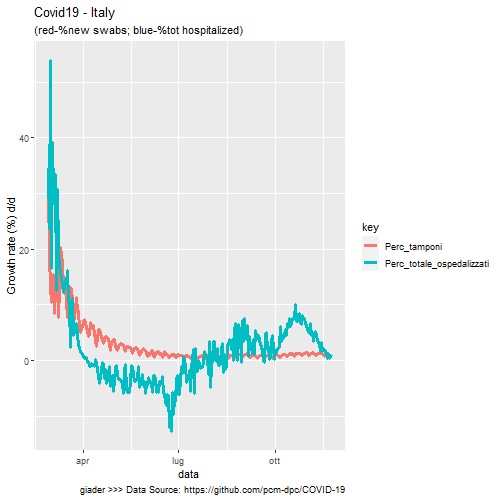 Covid19 - Italy
(red-%new swabs; blue-%tot hospitalized)
Growth rate (%) d/d
40
20
0
apr
lug
ott
data
key
Perc_tamponi
Perc_totale_ospedalizzati
giader >>> Data Source: https://github.com/pcm-dpc/COVID-19